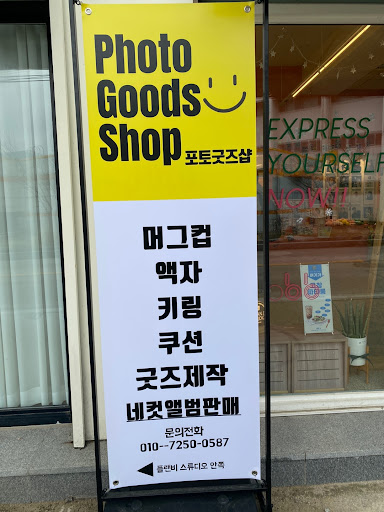 Photo
Goods
Shop 포토굿즈샵
머그컵
액자
키링
쿠션
굿즈제작
네컷앨범판매
문의전화
010--7250-0587
플랜비 스튜디오 안쪽
EXPRESS
YOURSELF
NOW!!